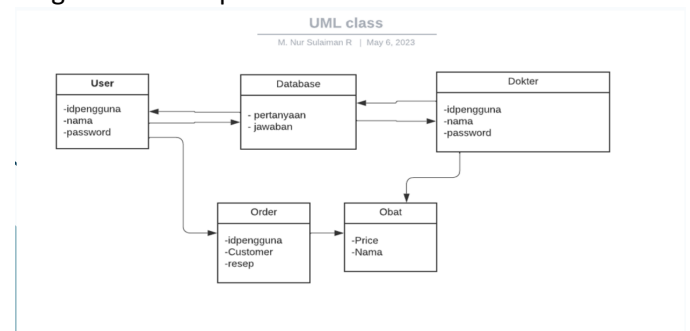 UML class
M. Nur Sulaiman R | May 6, 2023
User
-idpengguna
-nama
-password
Database
- pertanyaan
- jawaban
Dokter
-idpengguna
-nama
-password
Order
-idpengguna
-Customer
-resep
Obat
-Price
-Nama